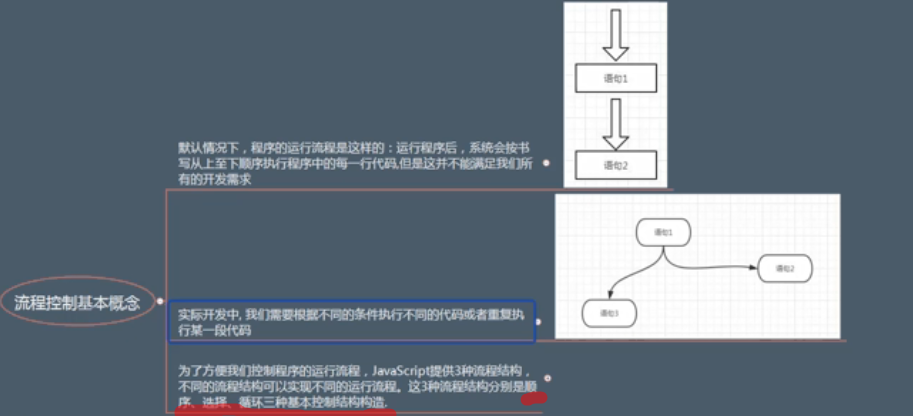 语句1
语句2
默认情况下，程序的运行流程是这样的：运行程序后，系统会按书
写从上至下顺序执行程序中的每一行代码,但是这并不能满足我们所
有的开发需求
语句1
语句2
语句3
流程控制基本概念
实际开发中, 我们需要根据不同的条件执行不同的代码或者重复执
行某一段代码
为了方便我们控制程序的运行流程，JavaScript提供3种流程结构，
不同的流程结构可以实现不同的运行流程。这3种流程结构分别是顺
序、选择、循环三种基本控制结构构造.